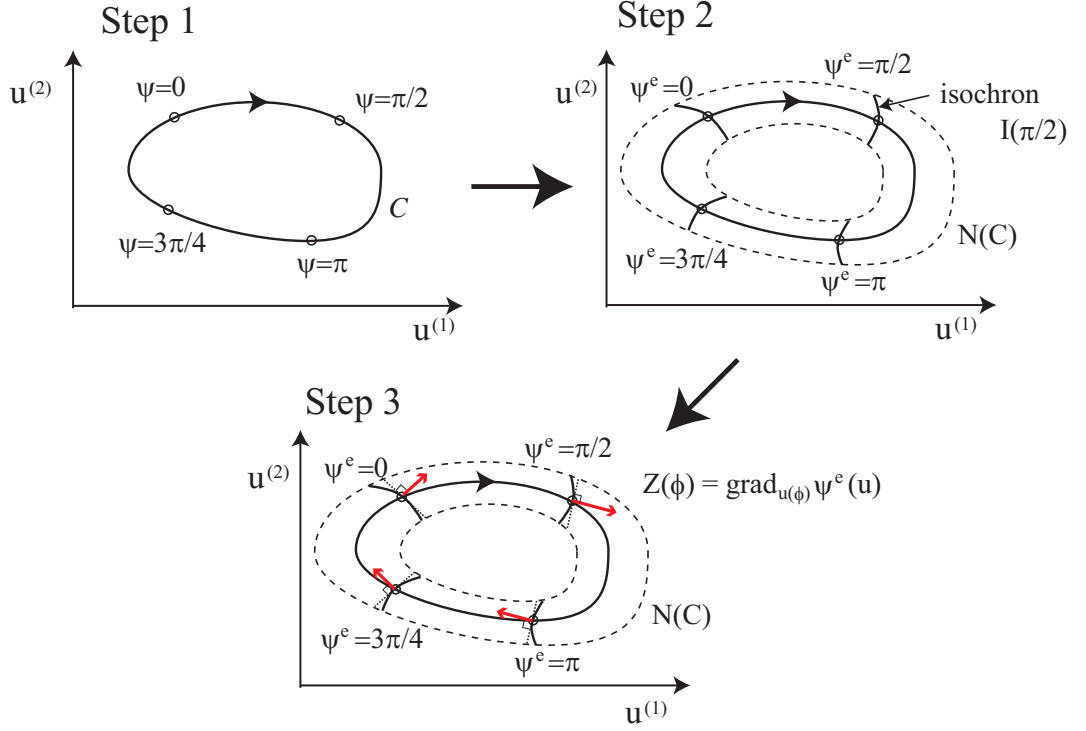 Step 1
u(2)
ψ=0
ψ=π/2
C
ψ=3π/4
ψ=π
u(1)
Step 2
u(2)
ψe=0
ψe=π/2
isochron
I(π/2)
N(C)
ψe=3π/4
ψe=π
u(1)
Step 3
u(2)
ψe=0
ψe=π/2
Z(ϕ) = gradu(ϕ) ψe(u)
N(C)
ψe=3π/4
ψe=π
u(1)